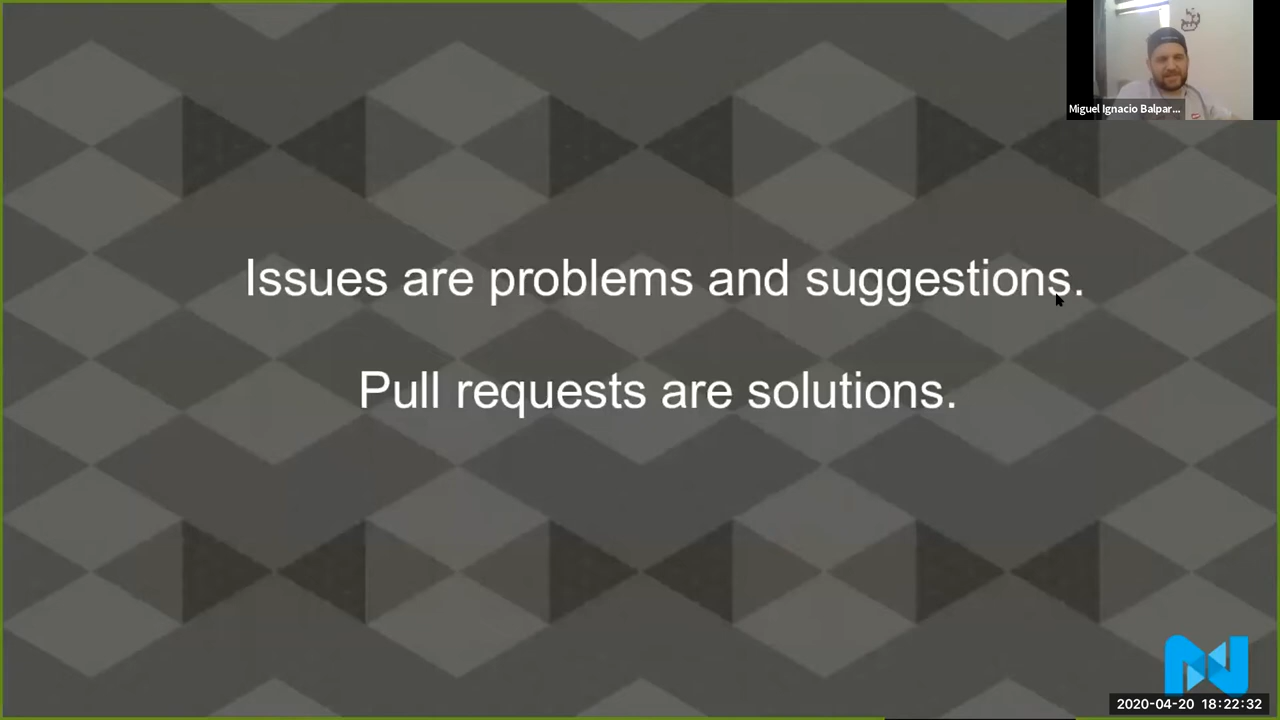 Miguel Ignacio Balpar...
Issues are problems and suggestions.
Pull requests are solutions.
2020-04-20 18:22:32